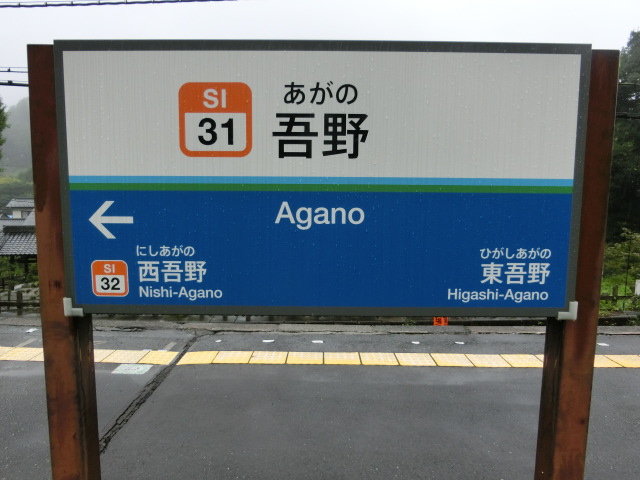 SI
31
あがの
吾野
Agano
←
にしあがの
SI
32
西吾野
Nishi-Agano
ひがしあがの
東吾野
Higashi-Agano